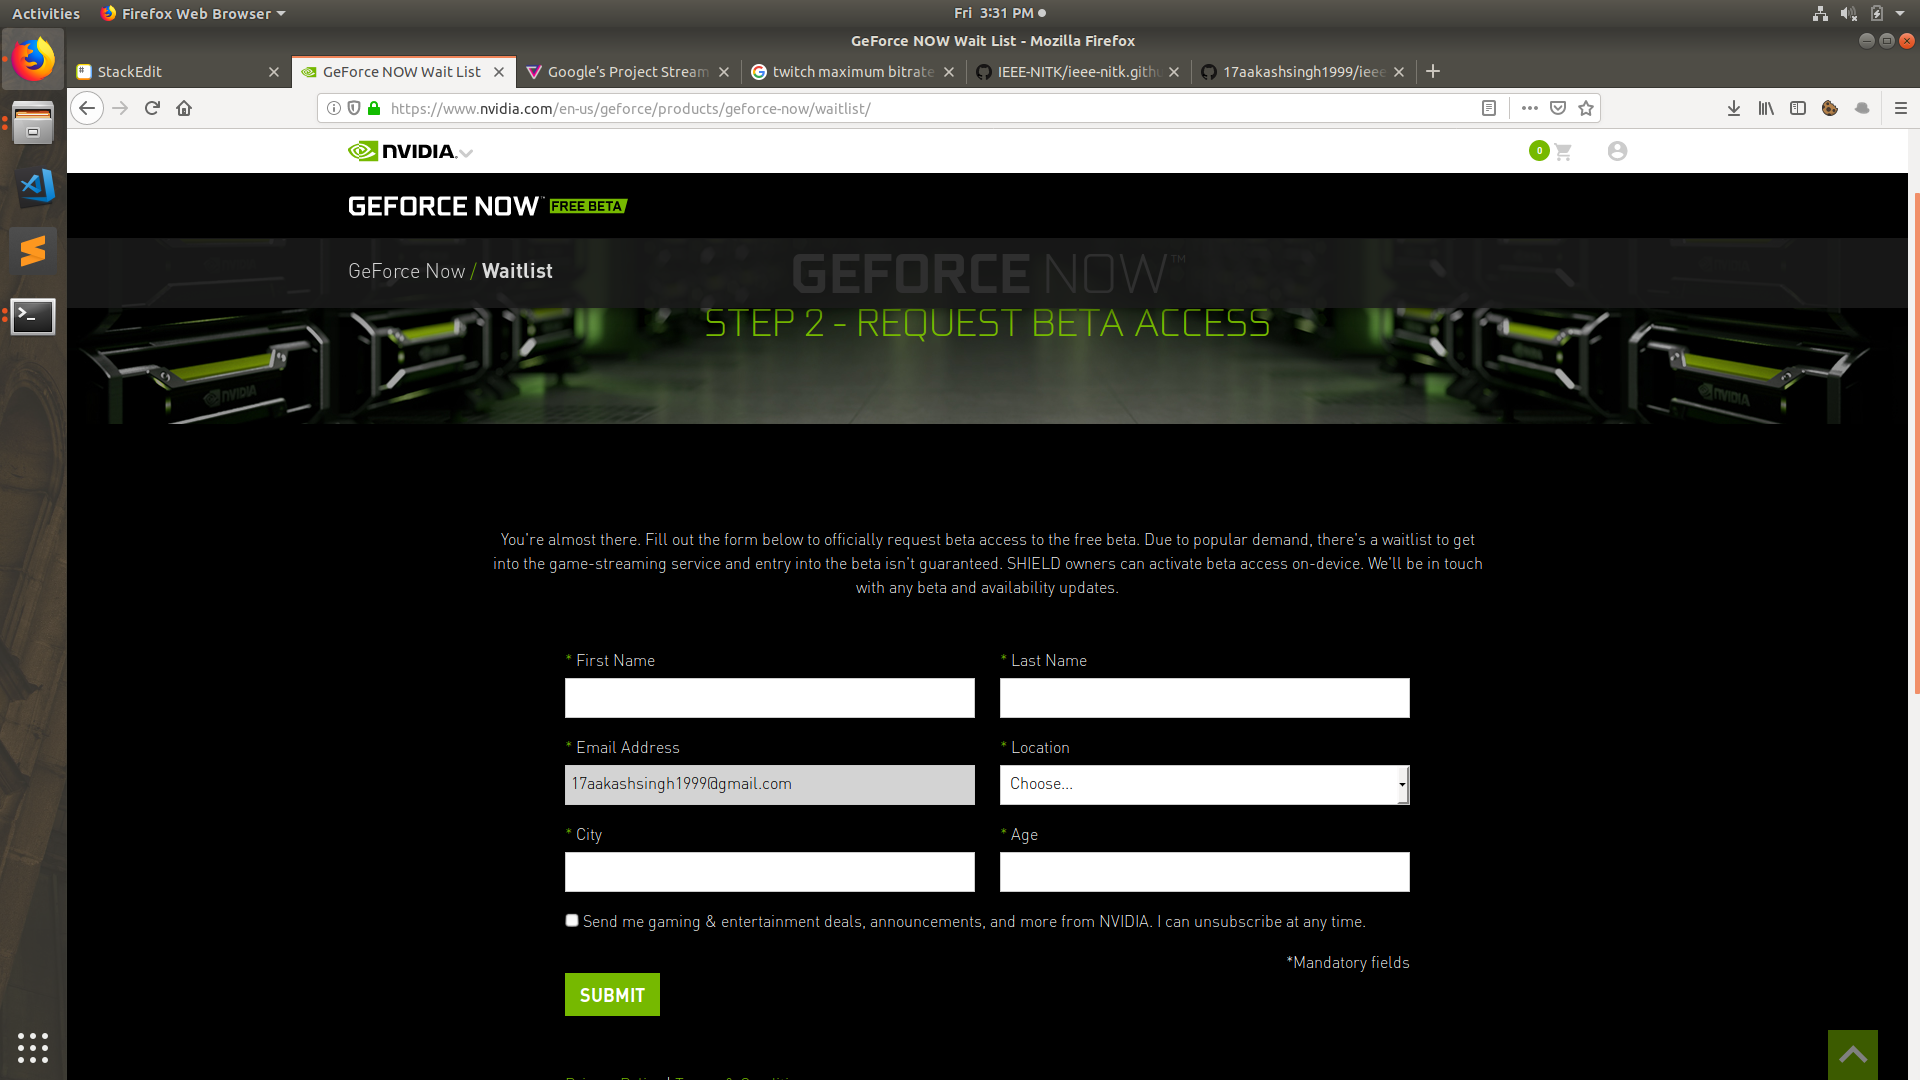 Activities
Firefox Web Browser
Fri 3:31 PM
GeForce NOW Wait List - Mozilla Firefox
StackEdit
GeForce NOW Wait List
Google's Project Stream
twitch maximum bitrate
IEEE-NITK/ieee-nitk.gith
17aakashsingh1999/ieee
https://www.nvidia.com/en-us/geforce/products/geforce-now/waitlist/
NVIDIA.
0
GEFORCE NOW™ FREE BETA
GeForce Now / Waitlist
GEFORCE NOW™
STEP 2 - REQUEST BETA ACCESS
NVIDIA
NVIDIA
You're almost there. Fill out the form below to officially request beta access to the free beta. Due to popular demand, there's a waitlist to get
into the game-streaming service and entry into the beta isn't guaranteed. SHIELD owners can activate beta access on-device. We'll be in touch
with any beta and availability updates.
* First Name
* Last Name
* Email Address
* Location
17aakashsingh1999@gmail.com
Choose...
* City
* Age
Send me gaming & entertainment deals, announcements, and more from NVIDIA. I can unsubscribe at any time.
*Mandatory fields
SUBMIT